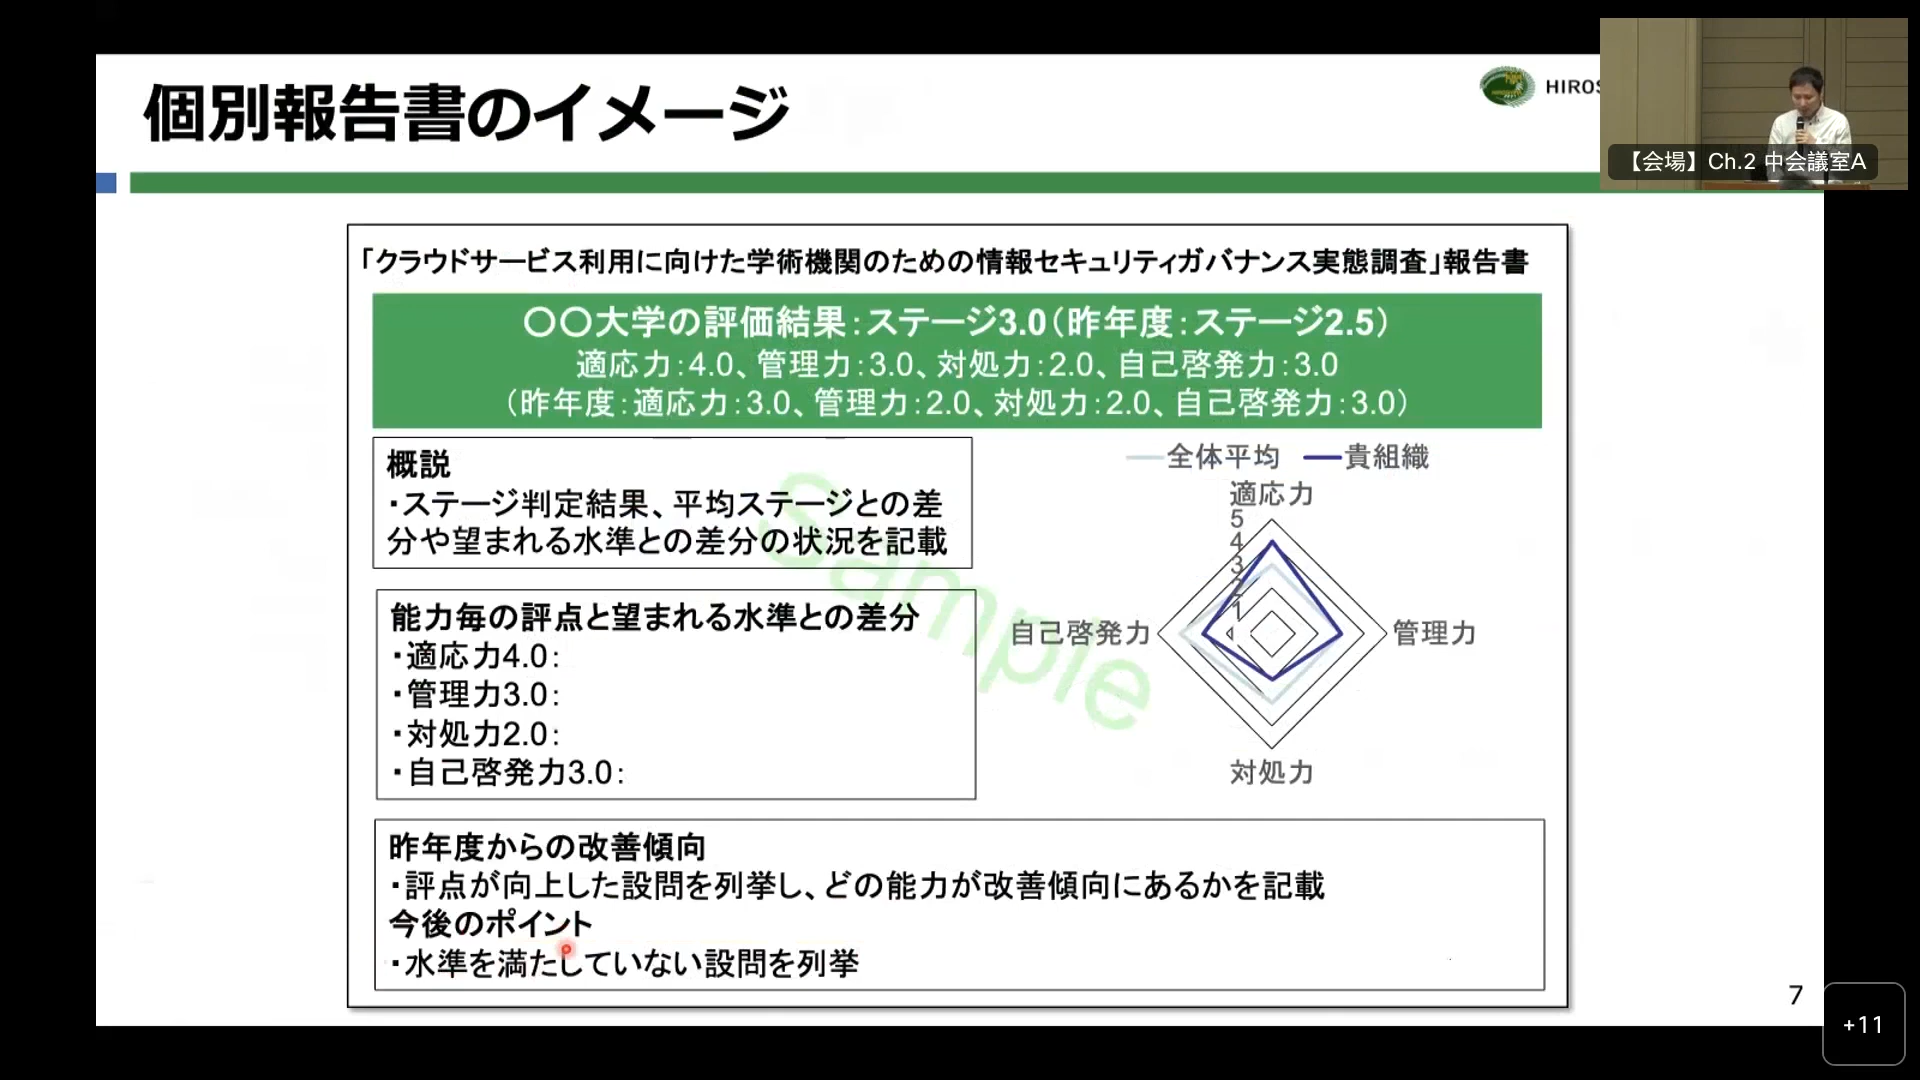 個別報告書のイメージ
HIROS
【会場】Ch.2 中会議室A
「クラウドサービス利用に向けた学術機関のための情報セキュリティガバナンス実態調査」報告書
〇〇大学の評価結果：ステージ3.0（昨年度：ステージ2.5）
適応力：4.0、管理力：3.0、対処力：2.0、自己啓発力：3.0
（昨年度：適応力：3.0、管理力：2.0、対処力：2.0、自己啓発力：3.0）
概説
・ステージ判定結果、平均ステージとの差
分や望まれる水準との差分の状況を記載
能力毎の評点と望まれる水準との差分
・適応力4.0：
・管理力3.0：
・対処力2.0：
・自己啓発力3.0：
全体平均 貴組織
適応力
5
4
3
2
1
自己啓発力
管理力
対処力
Sample
昨年度からの改善傾向
・評点が向上した設問を列挙し、どの能力が改善傾向にあるかを記載
今後のポイント
・水準を満たしていない設問を列挙
7
+11